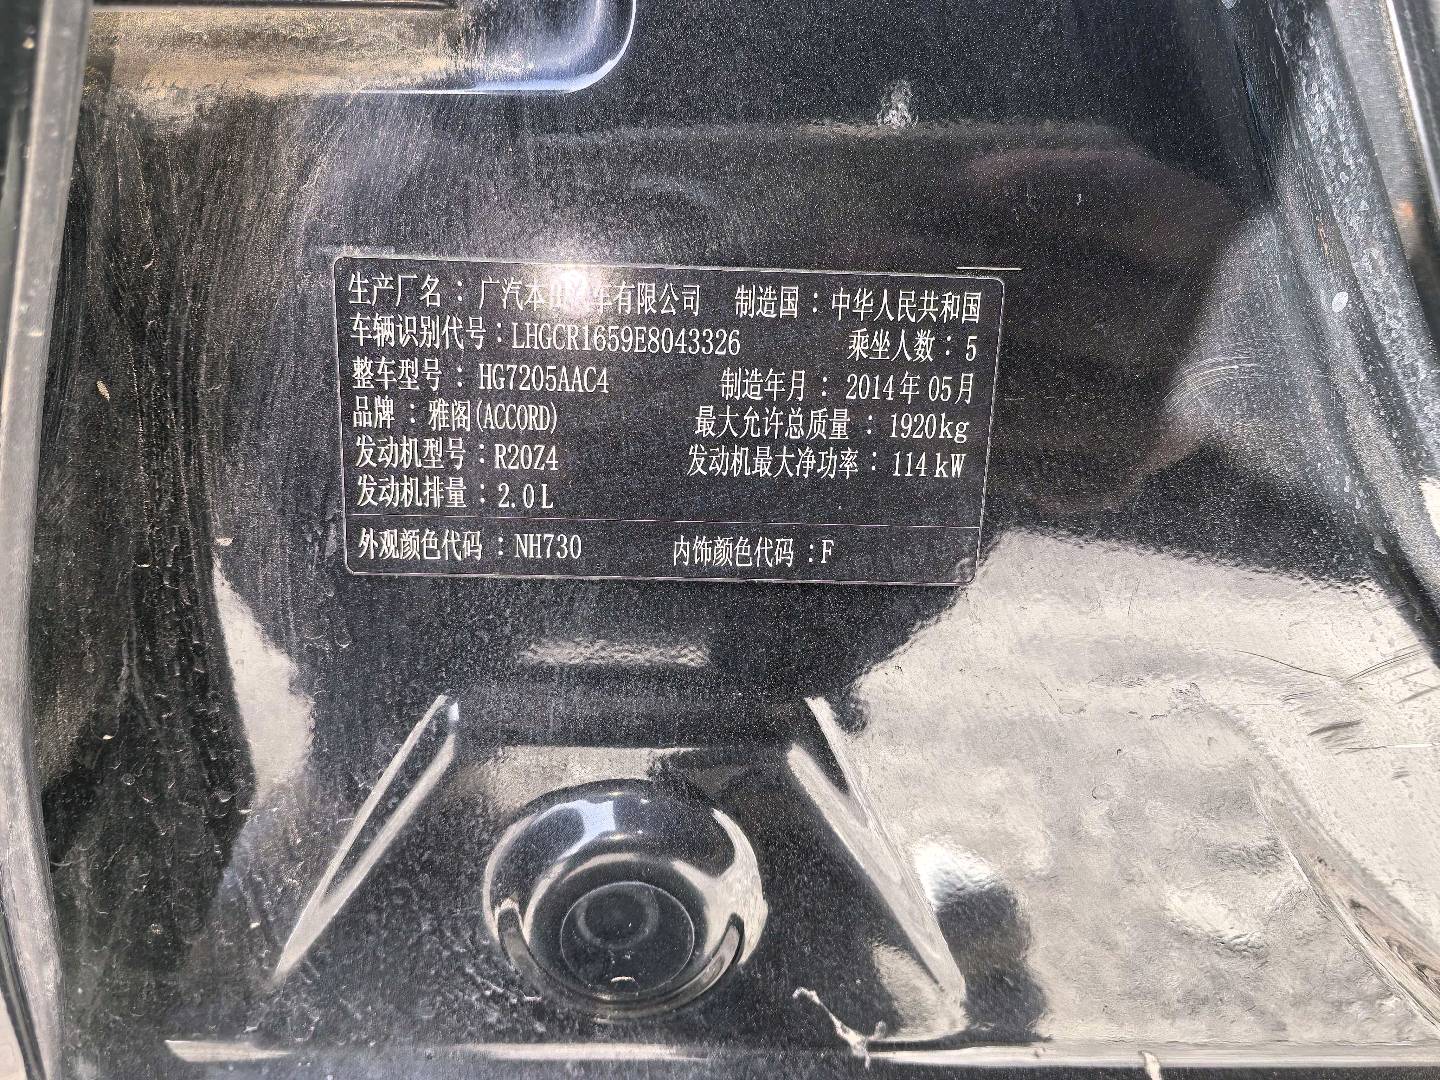 生产厂名：广汽本田汽车有限公司 制造国：中华人民共和国
车辆识别代号：LHGCR1659E8043326 乘坐人数：5
整车型号：HG7205AAC4 制造年月：2014年05月
品牌：雅阁(ACCORD) 最大允许总质量：1920kg
发动机型号：R20Z4 发动机最大净功率：114kW
发动机排量：2.0L
外观颜色代码：NH730 内饰颜色代码：F